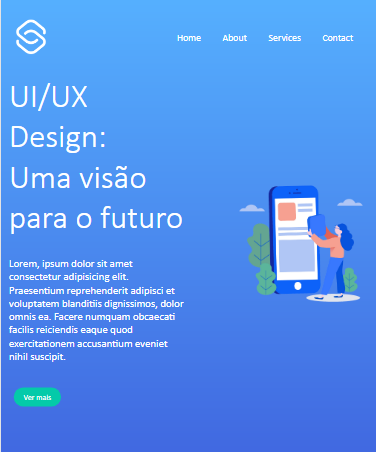 Home About Services Contact
UI/UX
Design:
Uma visão
para o futuro
Lorem, ipsum dolor sit amet
consectetur adipisicing elit.
Praesentium reprehenderit adipisci et
voluptatem blanditiis dignissimos, dolor
omnis ea. Facere numquam obcaecati
facilis reiciendis eaque quod
exercitationem accusantium eveniet
nihil suscipit.
Ver mais